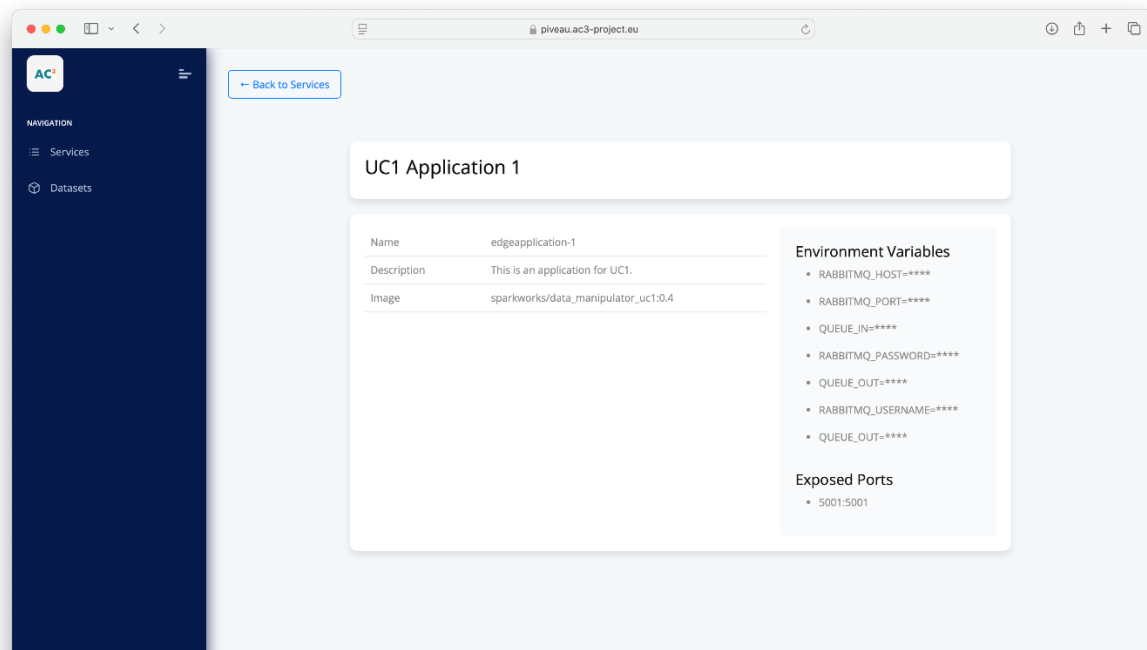 piveau.ac3-project.eu
AC³
← Back to Services
NAVIGATION
Services
Datasets
UC1 Application 1
Name edgeapplication-1
Description This is an application for UC1.
Image sparkworks/data_manipulator_uc1:0.4
Environment Variables
• RABBITMQ_HOST=****
• RABBITMQ_PORT=****
• QUEUE_IN=****
• RABBITMQ_PASSWORD=****
• QUEUE_OUT=****
• RABBITMQ_USERNAME=****
• QUEUE_OUT=****
Exposed Ports
• 5001:5001